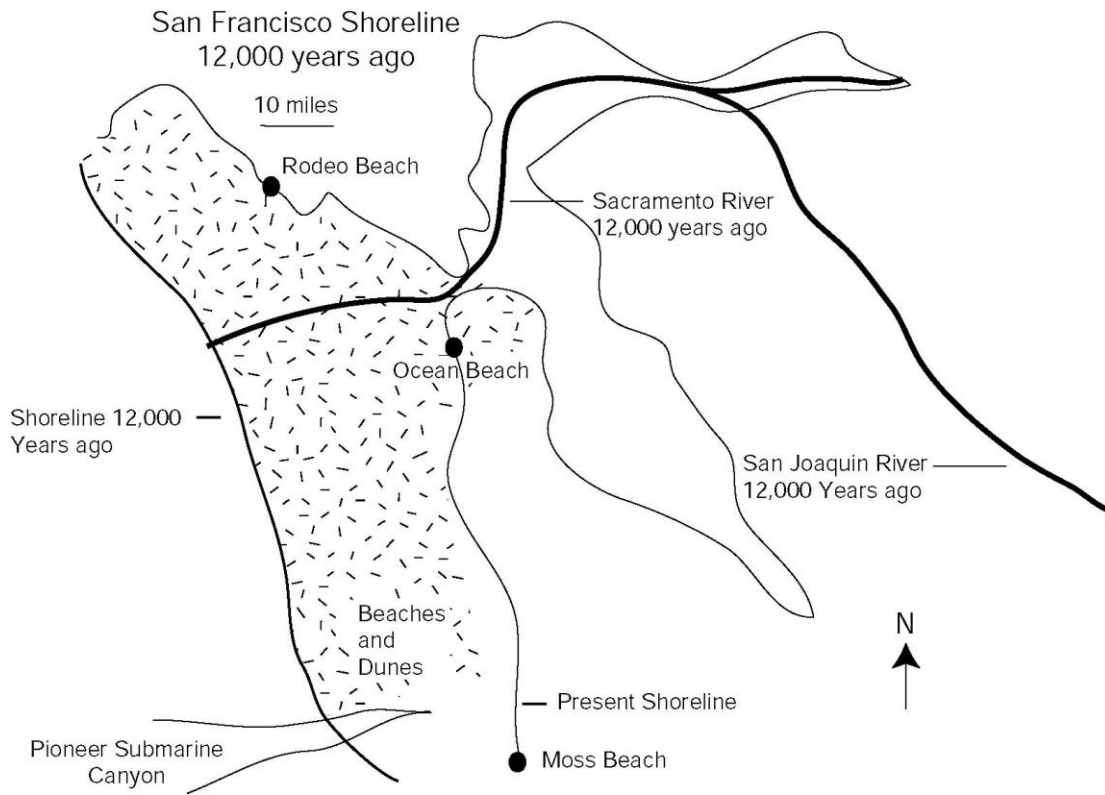 San Francisco Shoreline
12,000 years ago
10 miles
Rodeo Beach
Sacramento River
12,000 years ago
Ocean Beach
Shoreline 12,000
Years ago
San Joaquin River
12,000 Years ago
Beaches
and
Dunes
N
Present Shoreline
Pioneer Submarine
Canyon
Moss Beach